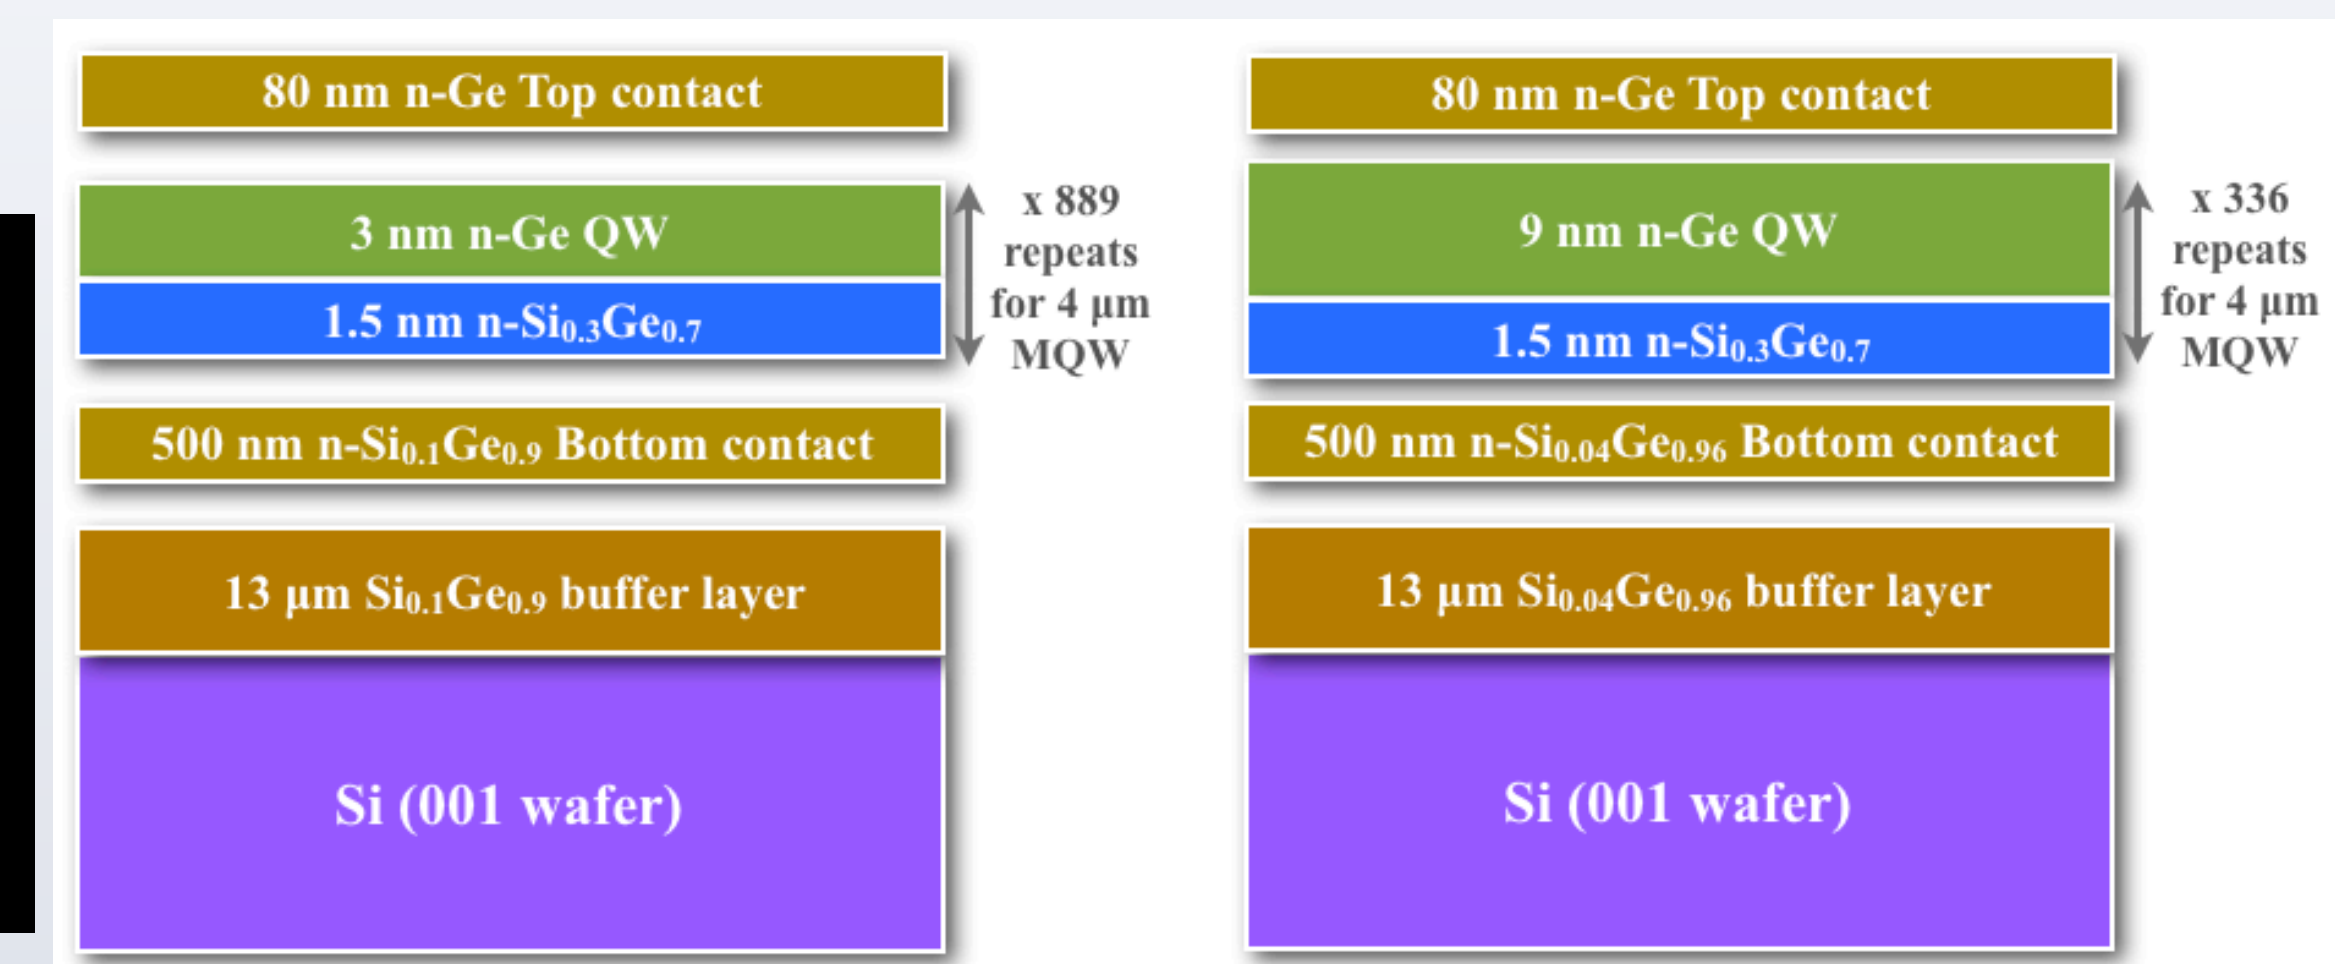 80 nm n-Ge Top contact
3 nm n-Ge QW
1.5 nm n-Si₀.₃Ge₀.₇
x 889
repeats
for 4 μm
MQW
500 nm n-Si₀.₁Ge₀.₉ Bottom contact
13 μm Si₀.₁Ge₀.₉ buffer layer
Si (001 wafer)
80 nm n-Ge Top contact
9 nm n-Ge QW
1.5 nm n-Si₀.₃Ge₀.₇
x 336
repeats
for 4 μm
MQW
500 nm n-Si₀.₀₄Ge₀.₉₆ Bottom contact
13 μm Si₀.₀₄Ge₀.₉₆ buffer layer
Si (001 wafer)